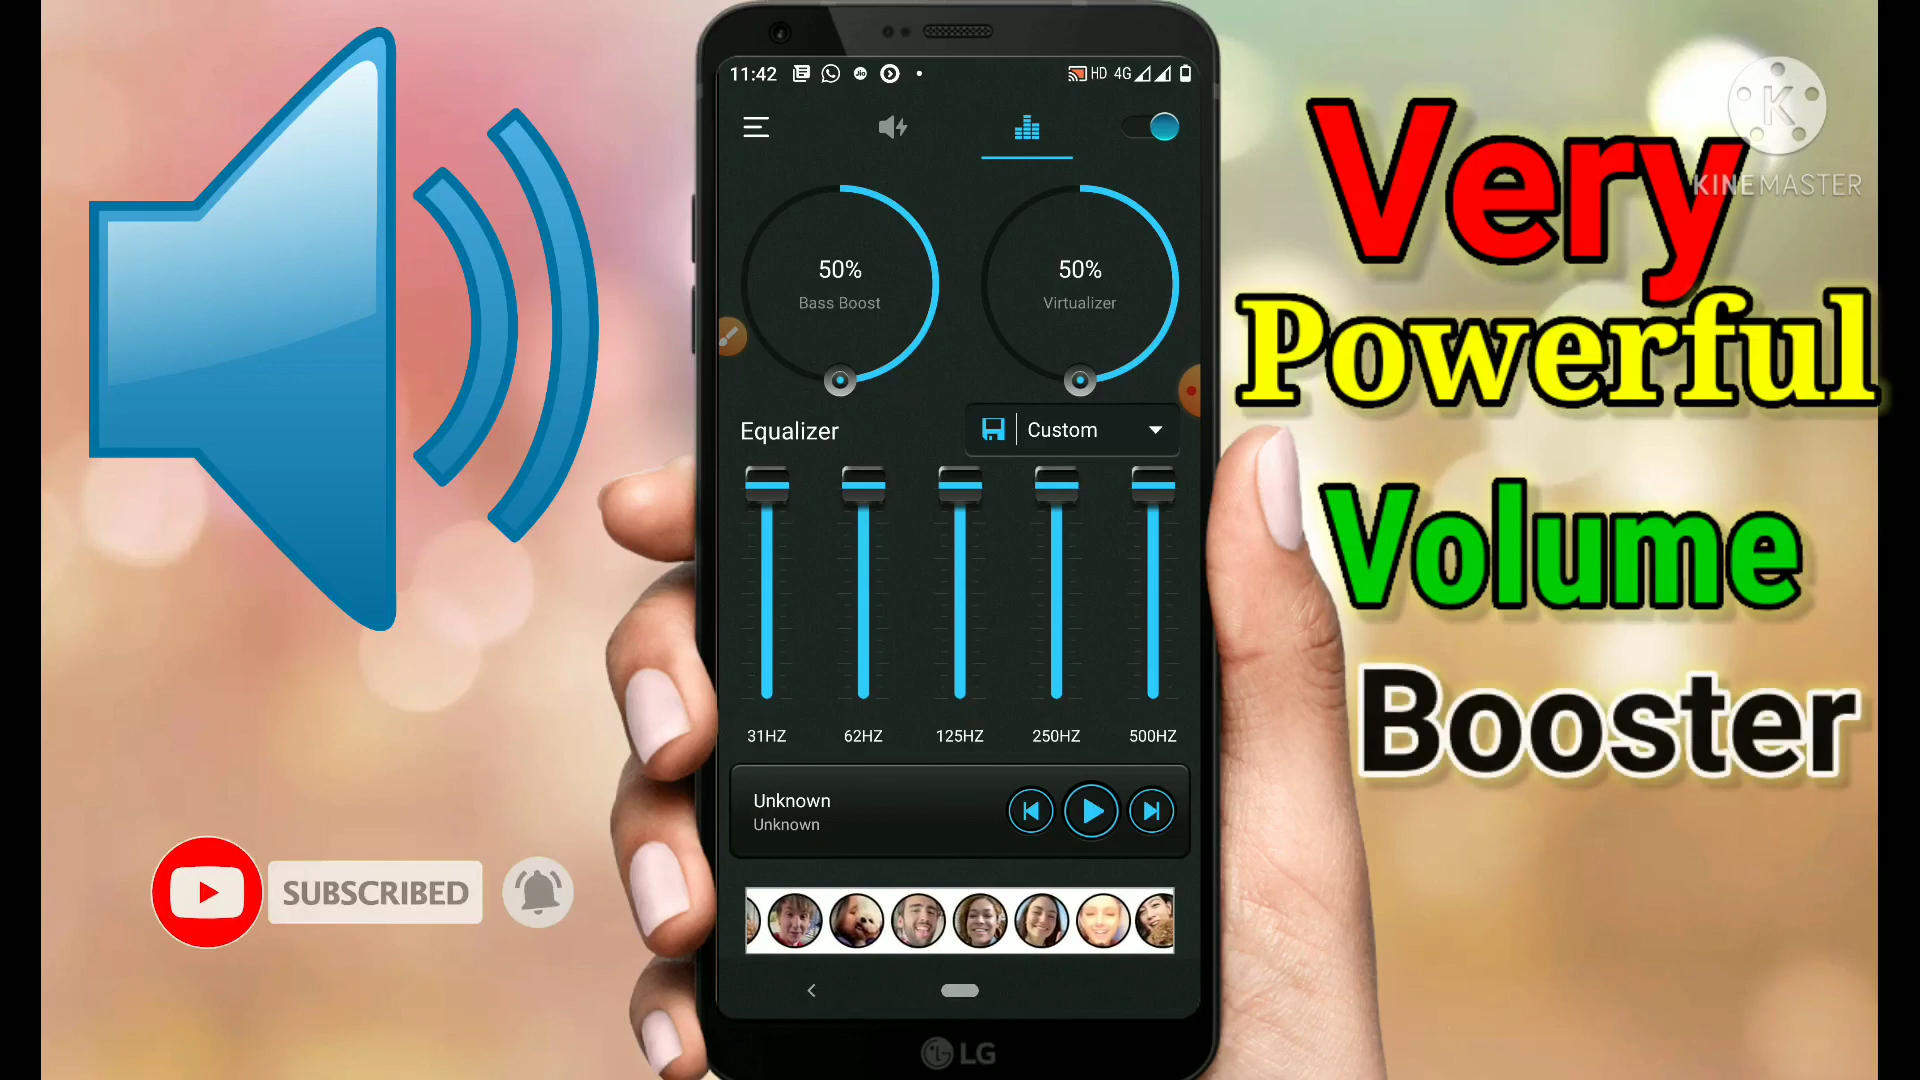 11:42
HD 4G
50%
Bass Boost
50%
Virtualizer
Equalizer
Custom
31HZ
62HZ
125HZ
250HZ
500HZ
Unknown
Unknown
LG
SUBSCRIBED
Very
Powerful
Volume
Booster
K
KINEMASTER